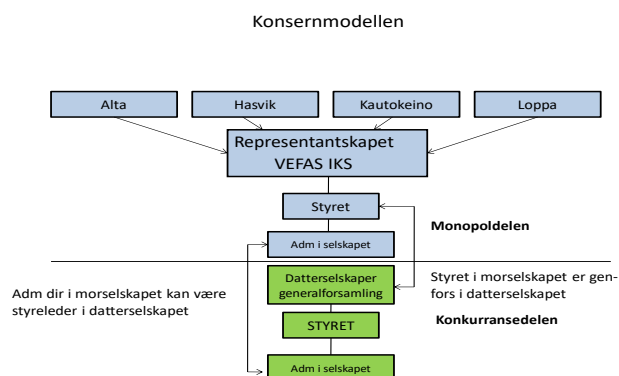 Konsernmodellen
Alta
Hasvik
Kautokeino
Loppa
Representantskapet
VEFAS IKS
Styret
Monopoldelen
Adm i selskapet
Adm dir i morselskapet kan være
styreleder i datterselskapet
Datterselskaper
generalforsamling
Styret i morselskapet er gen-
fors i datterselskapet
STYRET
Konkurransedelen
Adm i selskapet